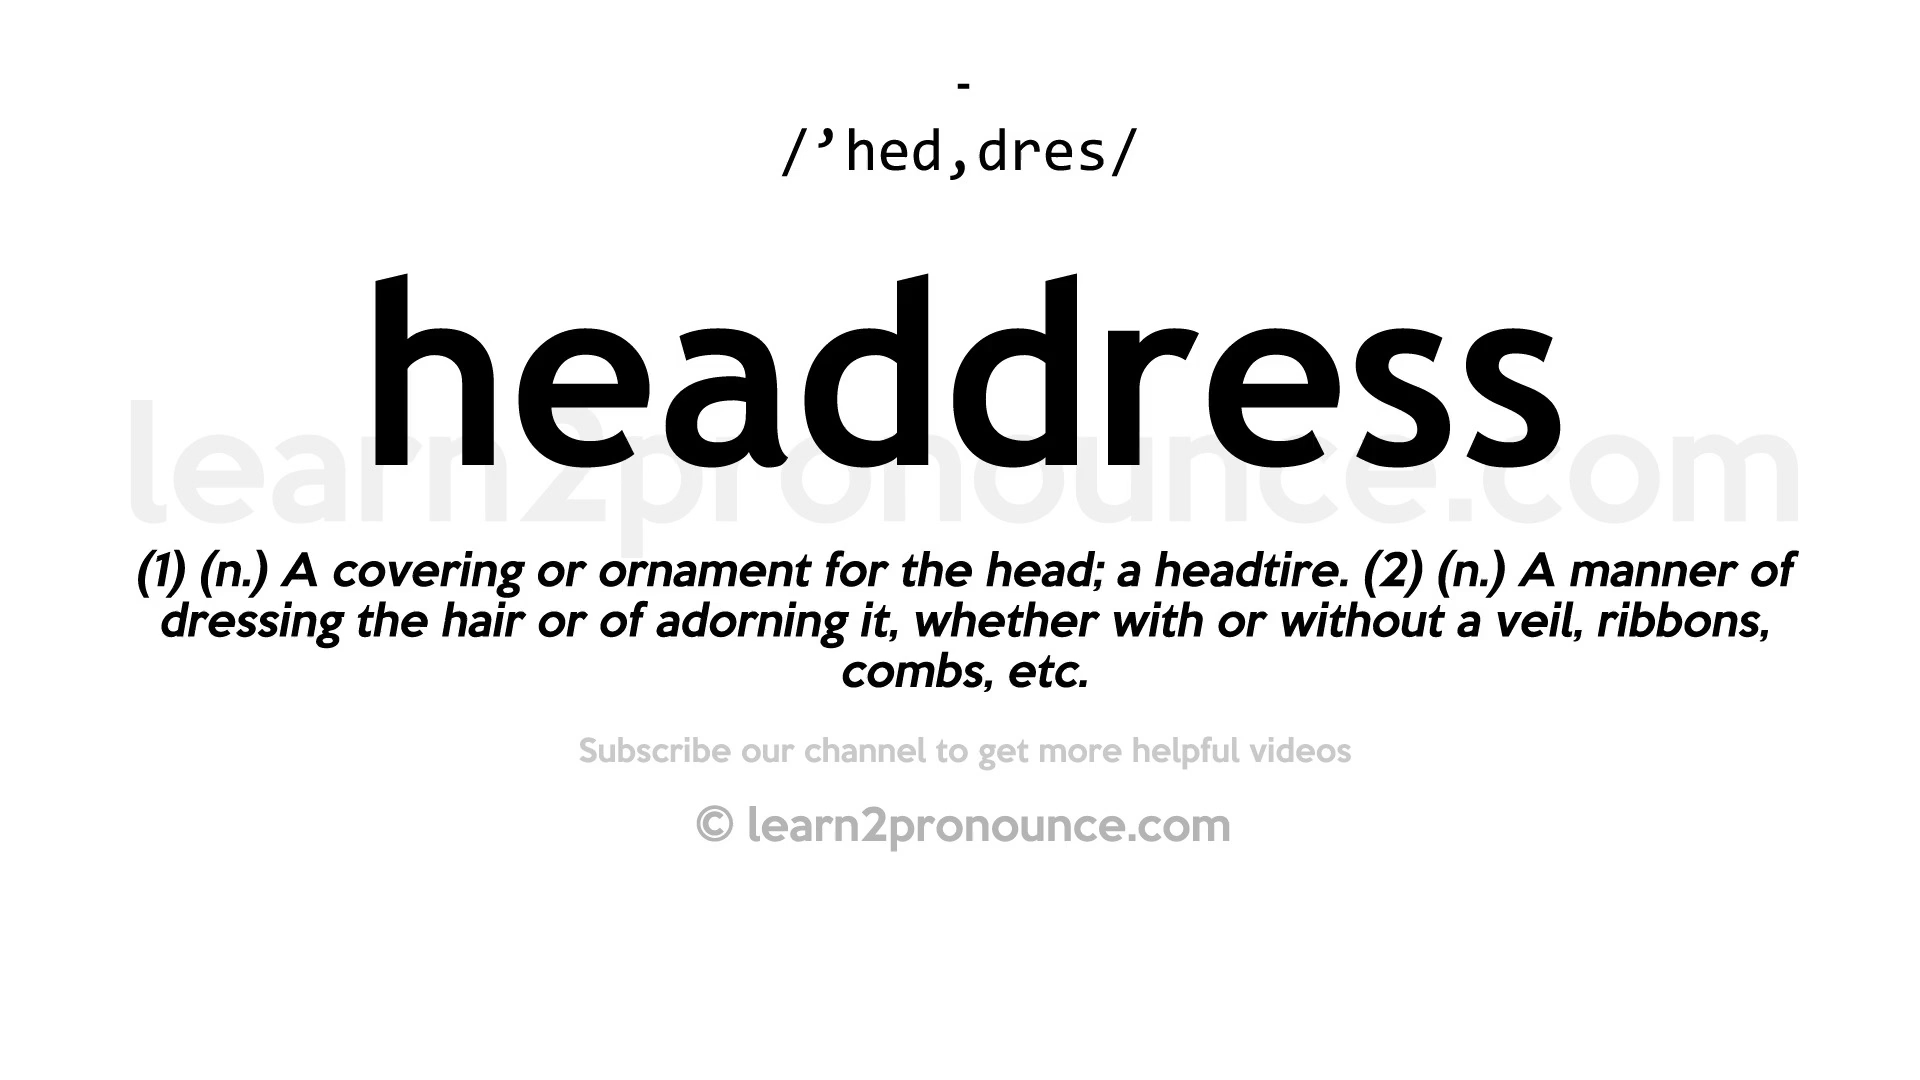 -
/’hed,dres/
headdress
learn2pronounce.com
(1) (n.) A covering or ornament for the head; a headtire. (2) (n.) A manner of
dressing the hair or of adorning it, whether with or without a veil, ribbons,
combs, etc.
Subscribe our channel to get more helpful videos
© learn2pronounce.com